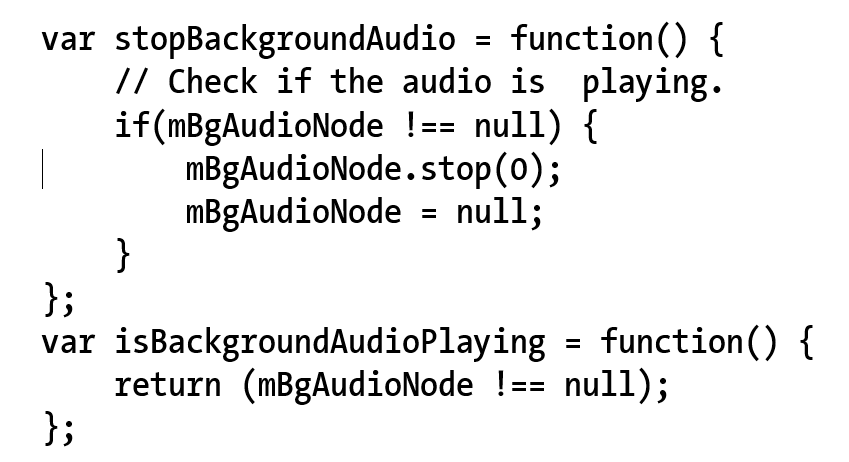 var stopBackgroundAudio = function() {
    // Check if the audio is  playing.
    if(mBgAudioNode !== null) {
        mBgAudioNode.stop(0);
        mBgAudioNode = null;
    }
};
var isBackgroundAudioPlaying = function() {
    return (mBgAudioNode !== null);
};